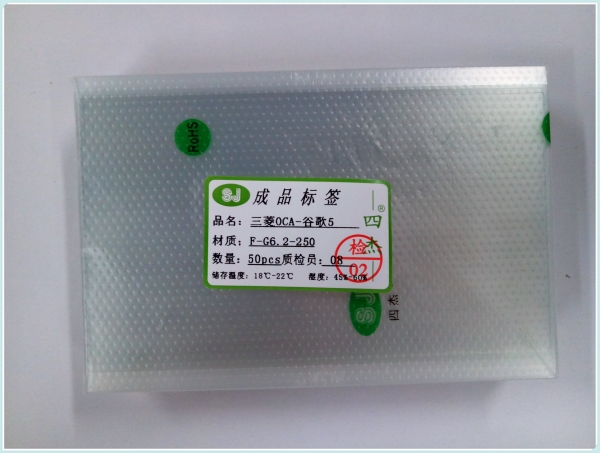 RoHS
SJ 成品标签
®
四杰
品名：三菱OCA-谷歌5
材质：F-G6.2-250
数量：50pcs质检员：08
检
02
储存温度：18℃-22℃ 湿度：45%-60%
SJ
四杰